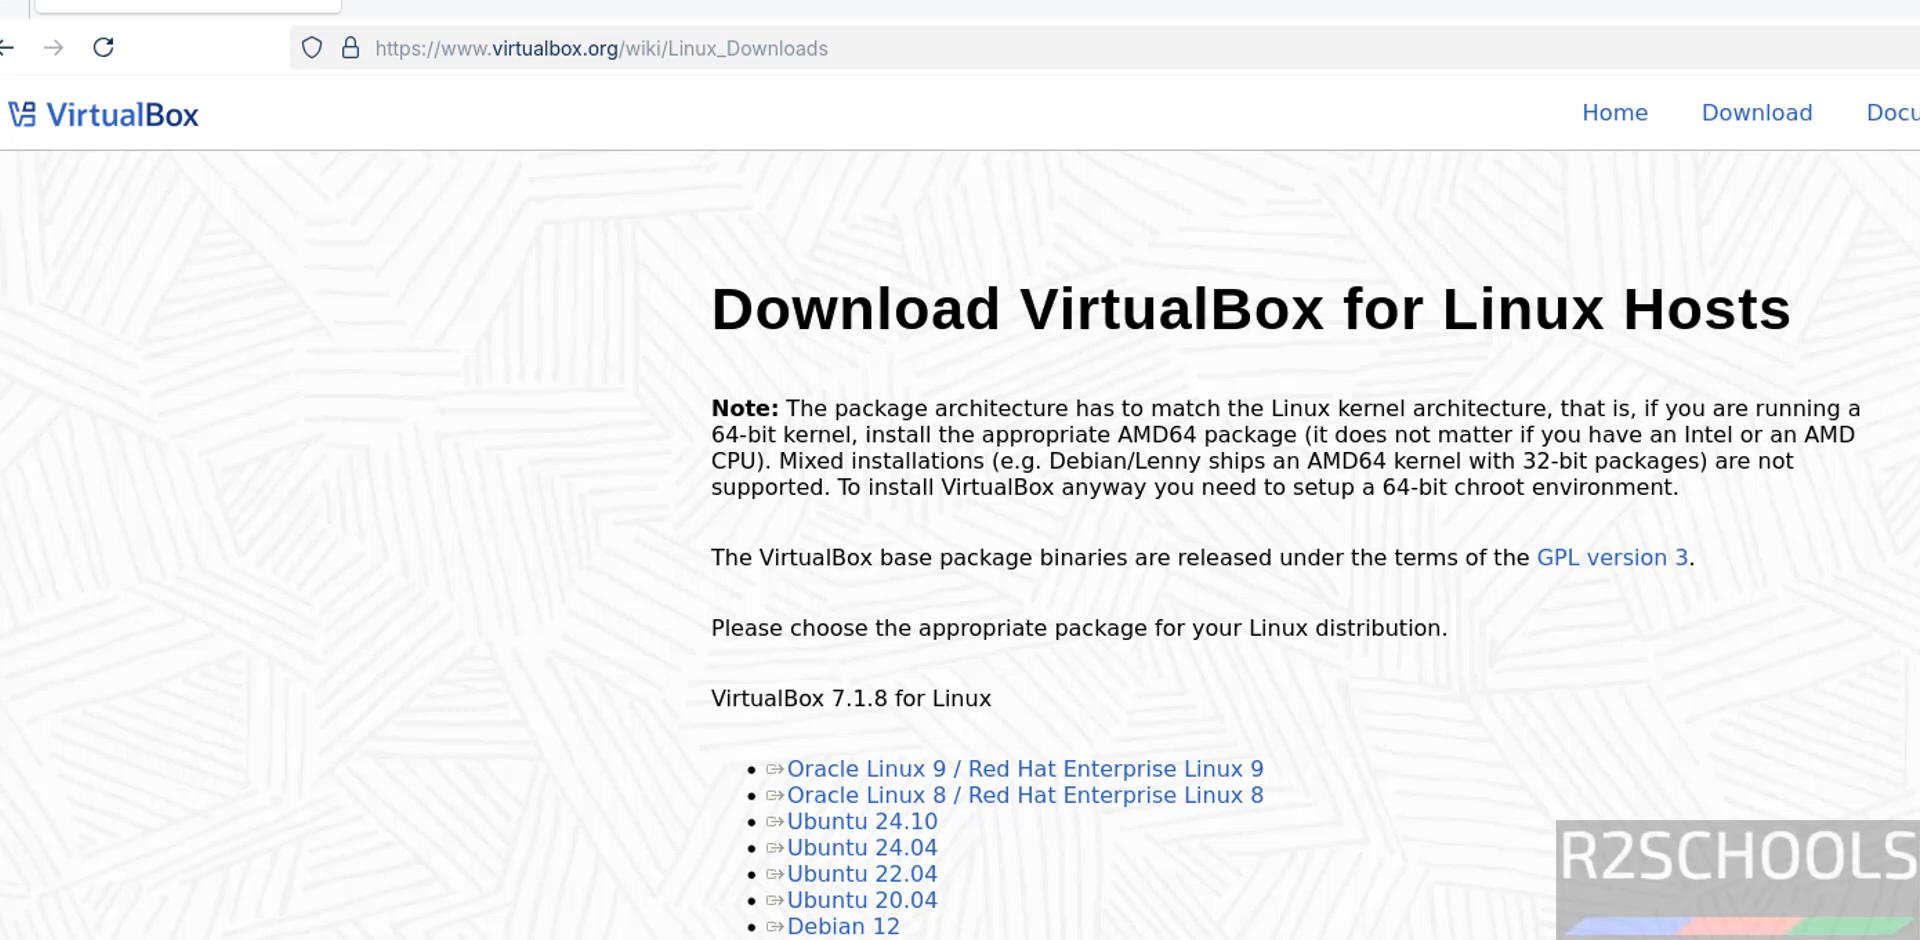 https://www.virtualbox.org/wiki/Linux_Downloads
VirtualBox
Home
Download
Docu
Download VirtualBox for Linux Hosts
Note: The package architecture has to match the Linux kernel architecture, that is, if you are running a
64-bit kernel, install the appropriate AMD64 package (it does not matter if you have an Intel or an AMD
CPU). Mixed installations (e.g. Debian/Lenny ships an AMD64 kernel with 32-bit packages) are not
supported. To install VirtualBox anyway you need to setup a 64-bit chroot environment.
The VirtualBox base package binaries are released under the terms of the GPL version 3.
Please choose the appropriate package for your Linux distribution.
VirtualBox 7.1.8 for Linux
Oracle Linux 9 / Red Hat Enterprise Linux 9
Oracle Linux 8 / Red Hat Enterprise Linux 8
Ubuntu 24.10
Ubuntu 24.04
Ubuntu 22.04
Ubuntu 20.04
Debian 12
R2SCHOOLS